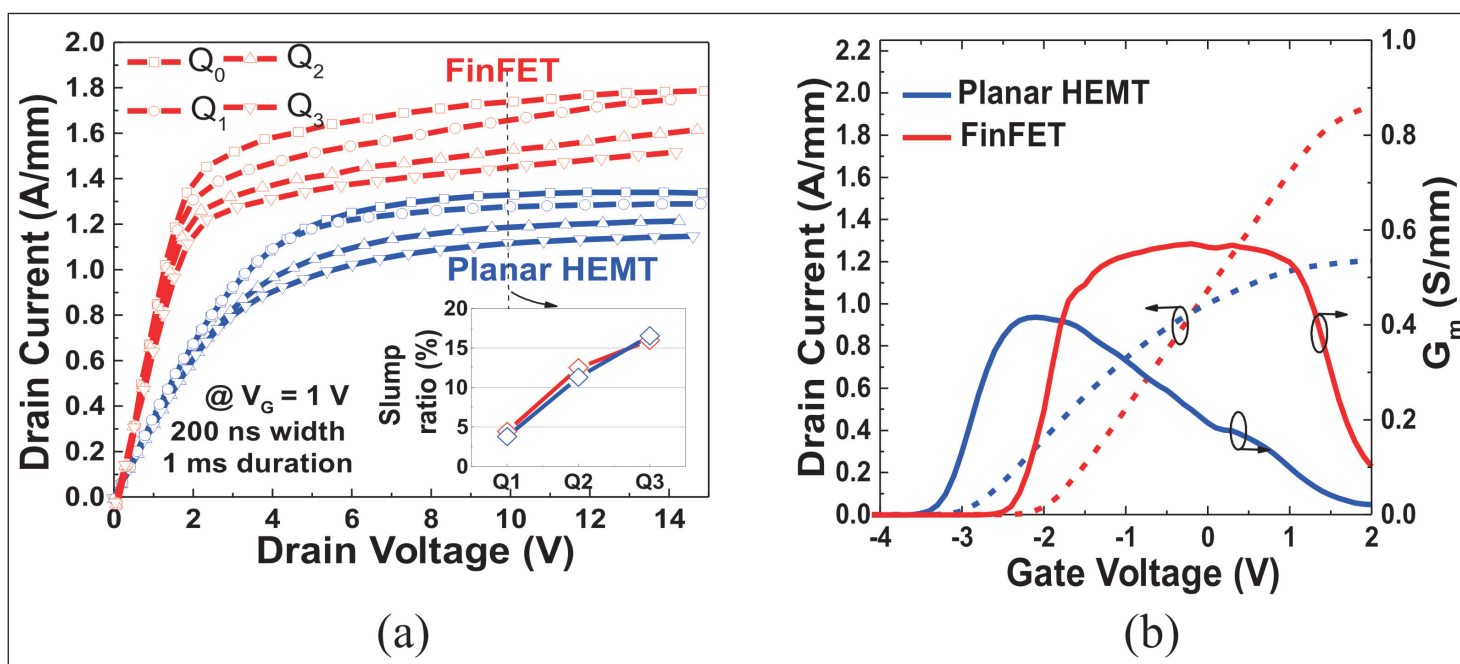 2.0
1.8
1.6
1.4
1.2
1.0
0.8
0.6
0.4
0.2
0.0
Drain Current (A/mm)
Q0 Q2
Q1 Q3
FinFET
Planar HEMT
@ VG = 1 V
200 ns width
1 ms duration
20
15
10
5
0
Slump
ratio (%)
Q1 Q2 Q3
0 2 4 6 8 10 12 14
Drain Voltage (V)
(a)
2.2
2.0
1.8
1.6
1.4
1.2
1.0
0.8
0.6
0.4
0.2
0.0
Drain Current (A/mm)
Planar HEMT
FinFET
1.0
0.8
0.6
0.4
0.2
0.0
Gm (S/mm)
-4 -3 -2 -1 0 1 2
Gate Voltage (V)
(b)